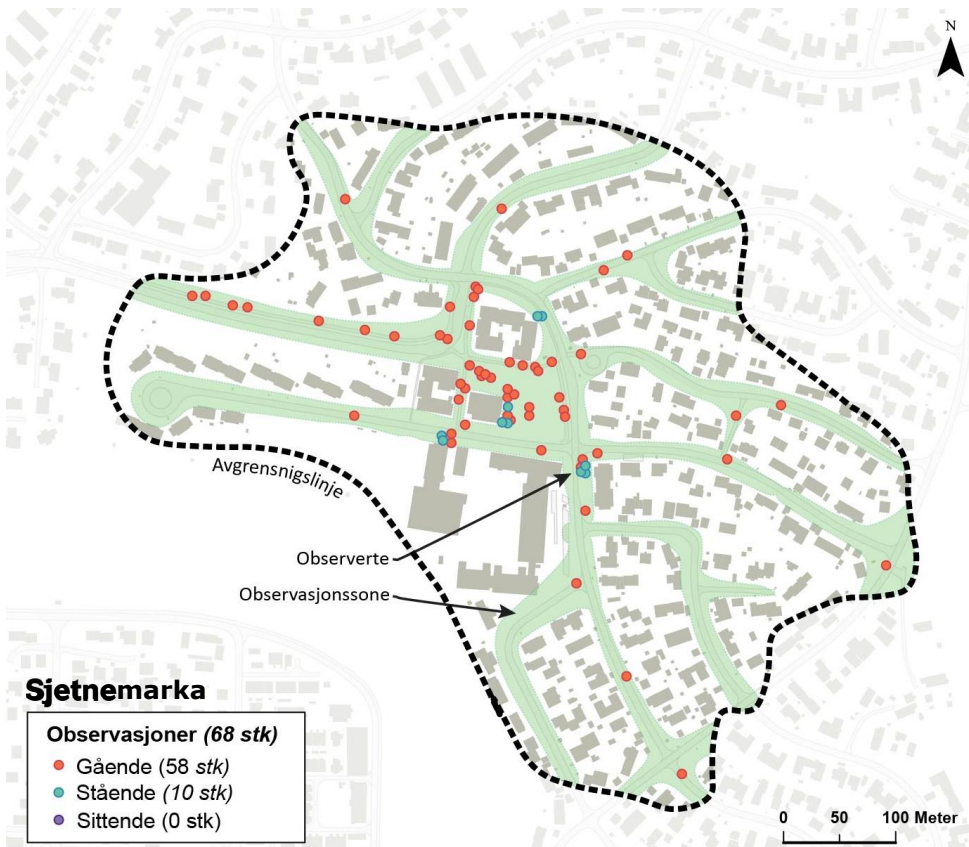 N
Avgrensnigslinje
Observerte
Observasjonssone
Sjetnemarka
Observasjoner (68 stk)
Gående (58 stk)
Stående (10 stk)
Sittende (0 stk)
0 50 100 Meter